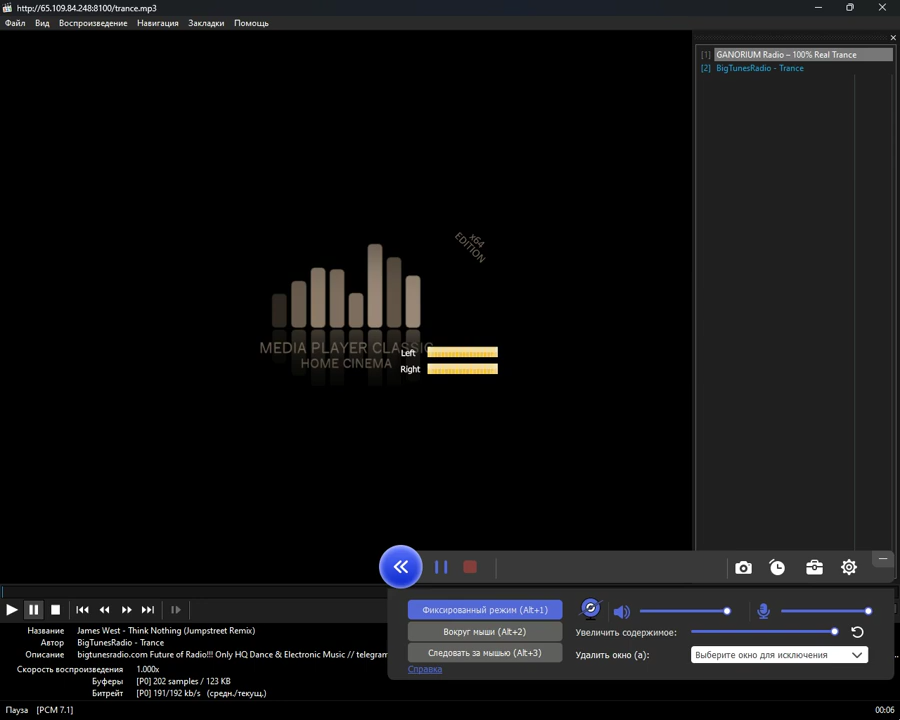 http://65.109.84.248:8100/trance.mp3
Файл Вид Воспроизведение Навигация Закладки Помощь
[1] GANORIUM Radio – 100% Real Trance
[2] BigTunesRadio - Trance
x64
EDITION
MEDIA PLAYER CLASSIC
HOME CINEMA
Left
Right
Фиксированный режим (Alt+1)
Вокруг мыши (Alt+2)
Следовать за мышью (Alt+3)
Справка
Увеличить содержимое:
Удалить окно (а): Выберите окно для исключения
Название James West - Think Nothing (Jumpstreet Remix)
Автор BigTunesRadio - Trance
Описание bigtunesradio.com Future of Radio!!! Only HQ Dance & Electronic Music // telegram
Скорость воспроизведения 1.000x
Буферы [P0] 202 samples / 123 KB
Битрейт [P0] 191/192 kb/s (средн./текущ.)
Пауза [PCM 7.1] 00:06